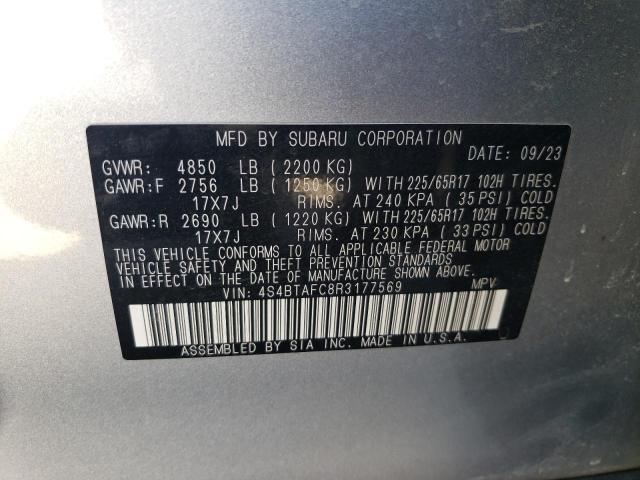 MFD BY SUBARU CORPORATION
DATE: 09/23
GVWR: 4850 LB (2200 KG)
GAWR:F 2756 LB (1250 KG) WITH 225/65R17 102H TIRES.
17X7J RIMS. AT 240 KPA (35 PSI) COLD
GAWR:R 2690 LB (1220 KG) WITH 225/65R17 102H TIRES.
17X7J RIMS. AT 230 KPA (33 PSI) COLD
THIS VEHICLE CONFORMS TO ALL APPLICABLE FEDERAL MOTOR
VEHICLE SAFETY AND THEFT PREVENTION STANDARDS
IN EFFECT ON THE DATE OF MANUFACTURE SHOWN ABOVE.
VIN: 4S4BTAFC8R3177569 MPV
ASSEMBLED BY SIA INC. MADE IN U.S.A.